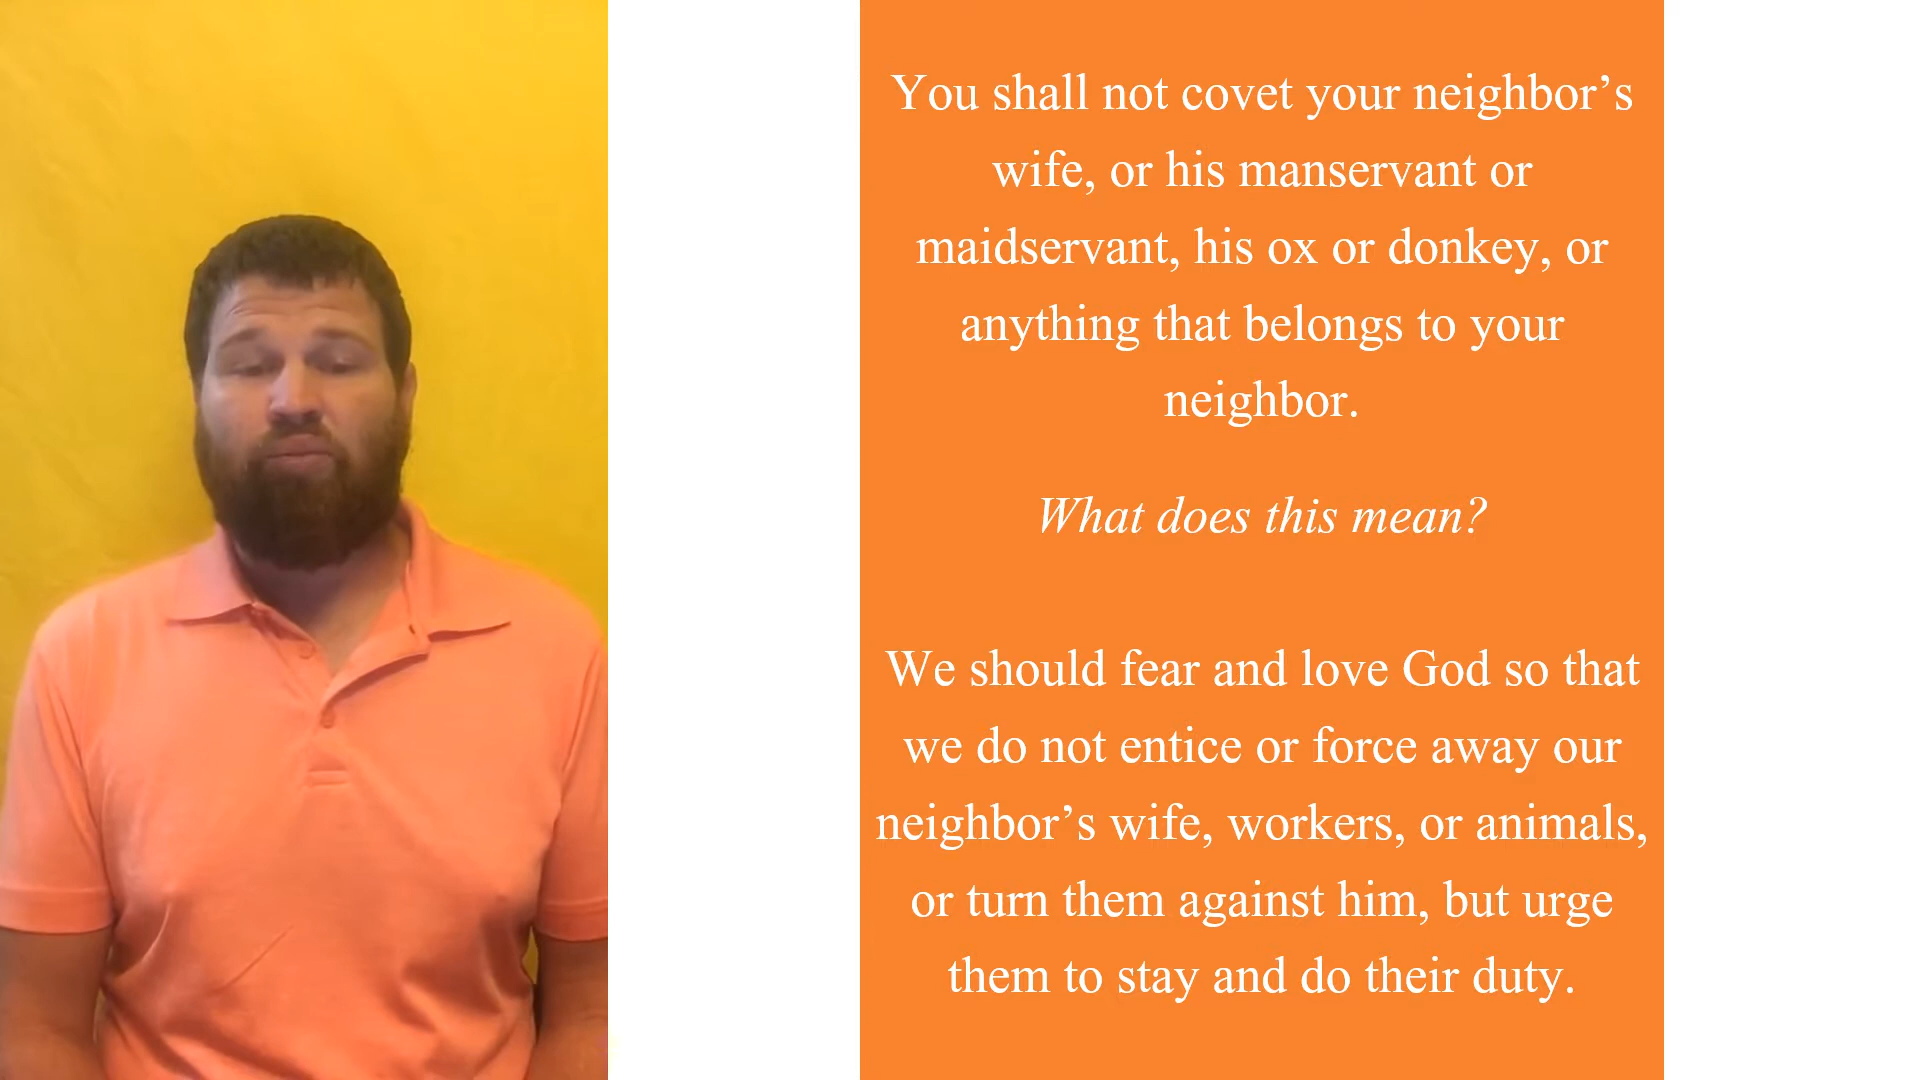 You shall not covet your neighbor’s
wife, or his manservant or
maidservant, his ox or donkey, or
anything that belongs to your
neighbor.
What does this mean?
We should fear and love God so that
we do not entice or force away our
neighbor’s wife, workers, or animals,
or turn them against him, but urge
them to stay and do their duty.